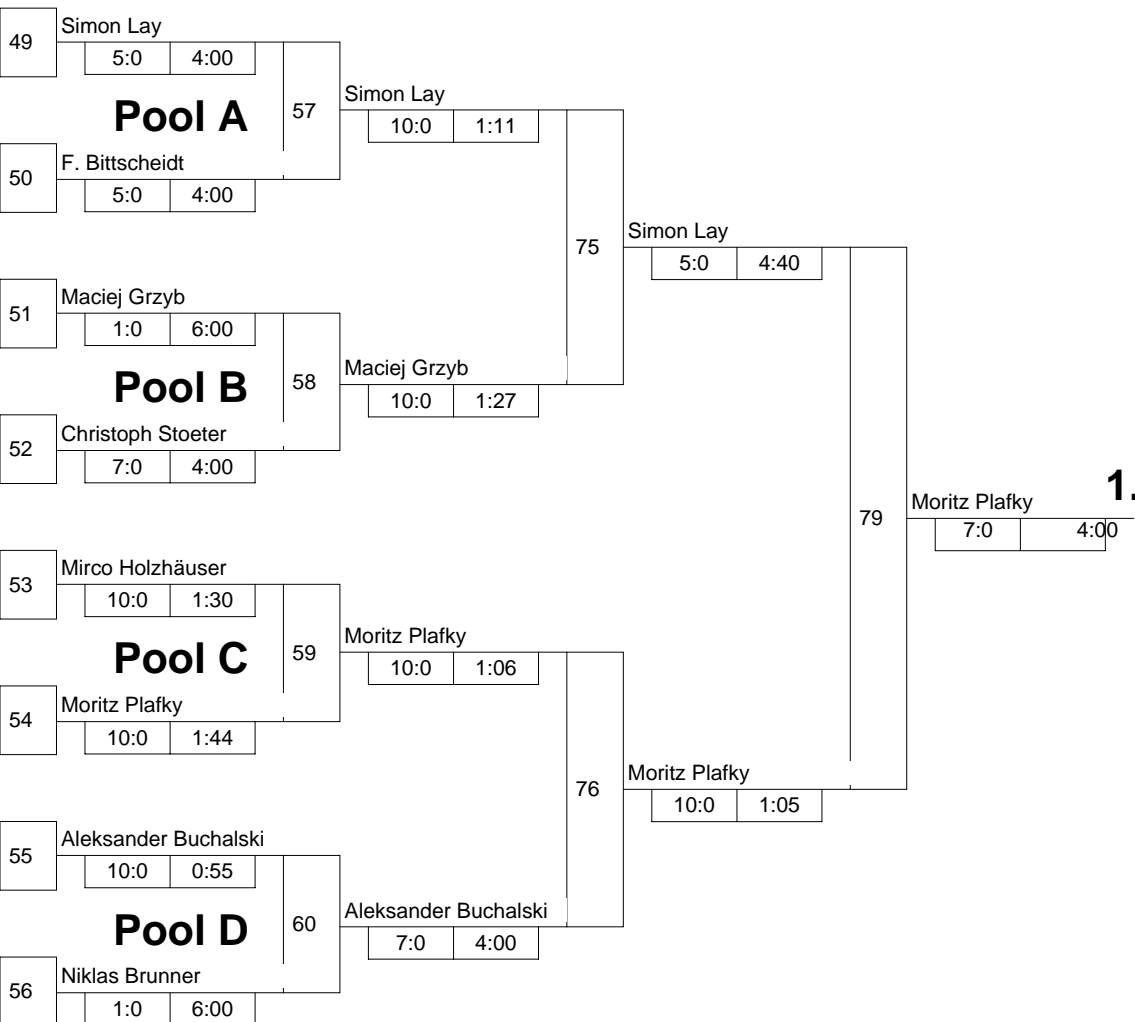 49
Simon Lay
5:0 4:00
Pool A
57
Simon Lay
10:0 1:11
50
F. Bittscheidt
5:0 4:00
75
Simon Lay
5:0 4:40
51
Maciej Grzyb
1:0 6:00
Pool B
58
Maciej Grzyb
10:0 1:27
52
Christoph Stoeter
7:0 4:00
79
Moritz Plafky
1.
7:0 4:00
53
Mirco Holzhäuser
10:0 1:30
Pool C
59
Moritz Plafky
10:0 1:06
54
Moritz Plafky
10:0 1:44
76
Moritz Plafky
10:0 1:05
55
Aleksander Buchalski
10:0 0:55
Pool D
60
Aleksander Buchalski
7:0 4:00
56
Niklas Brunner
1:0 6:00